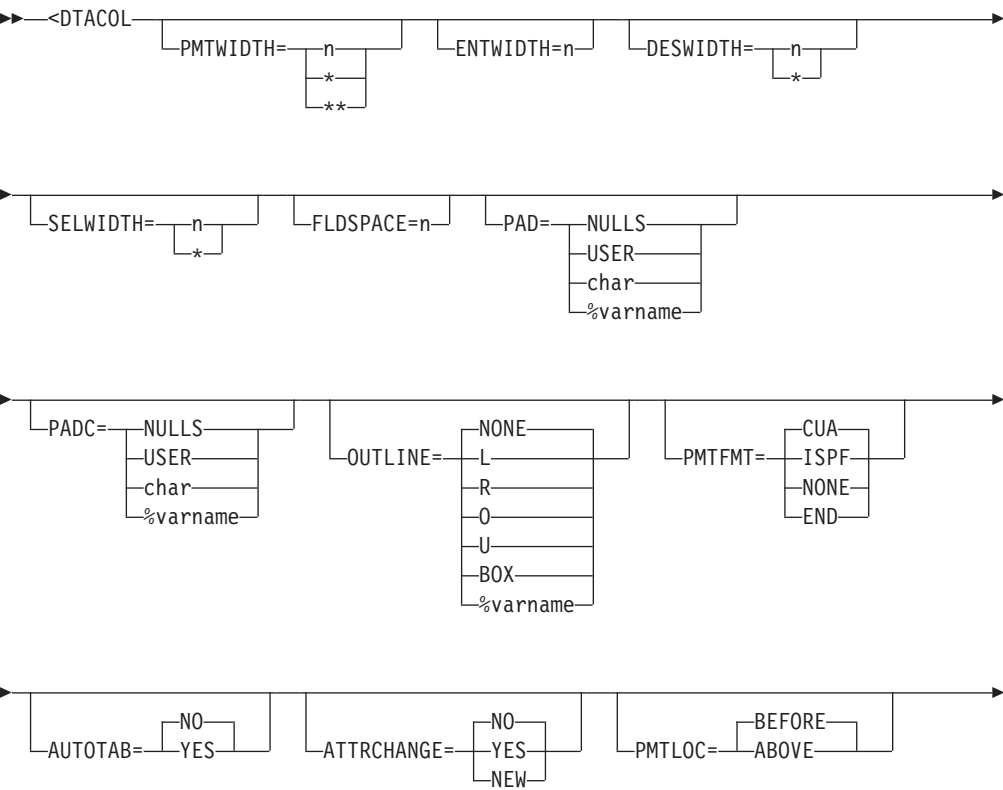 <DTACOL
PMTWIDTH= n ENTWIDTH=n DESWIDTH= n
* *
**
SELWIDTH= n FLDSPACE=n PAD= NULLS
* USER
char
%varname
NONE CUA
PADC= NULLS OUTLINE= L PMTFMT= ISPF
USER R NONE
char O END
%varname U
BOX
%varname
NO NO BEFORE
AUTOTAB= YES ATTRCHANGE= YES PMTLOC= ABOVE
NEW